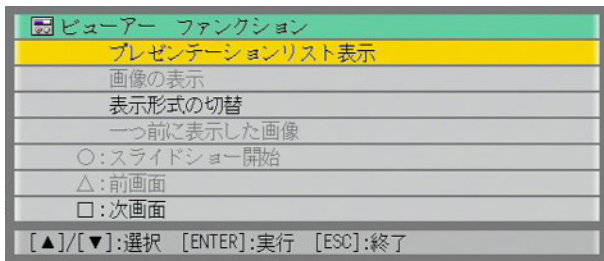 ビューアー ファンクション
プレゼンテーションリスト表示
画像の表示
表示形式の切替
一つ前に表示した画像
○:スライドショー開始
△:前画面
□:次画面
[▲]/[▼]:選択 [ENTER]:実行 [ESC]:終了